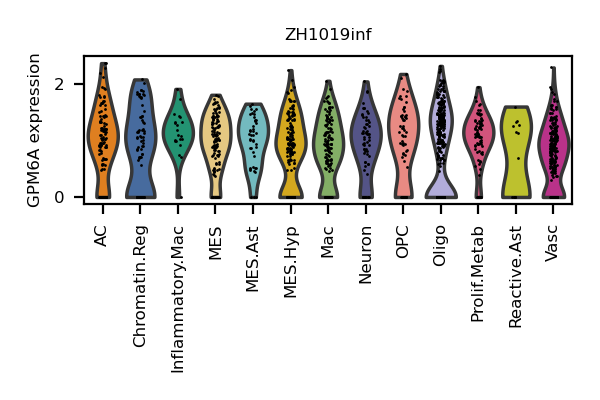 ZH1019inf
GPM6A expression
2
0
AC
Chromatin.Reg
Inflammatory.Mac
MES
MES.Ast
MES.Hyp
Mac
Neuron
OPC
Oligo
Prolif.Metab
Reactive.Ast
Vasc